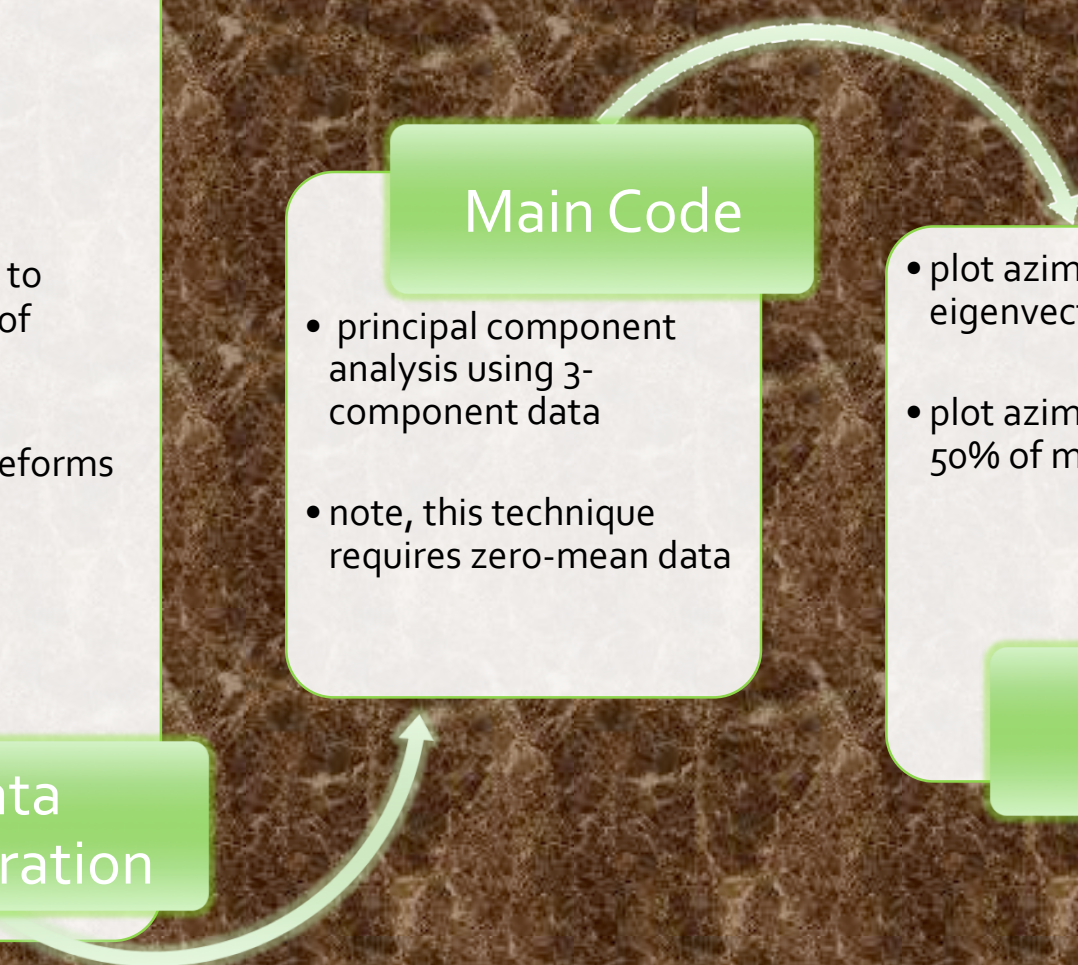 to
of
eforms
ata
ration
Main Code
• principal component
analysis using 3-
component data
• note, this technique
requires zero-mean data
• plot azim
eigenvect
• plot azim
50% of m